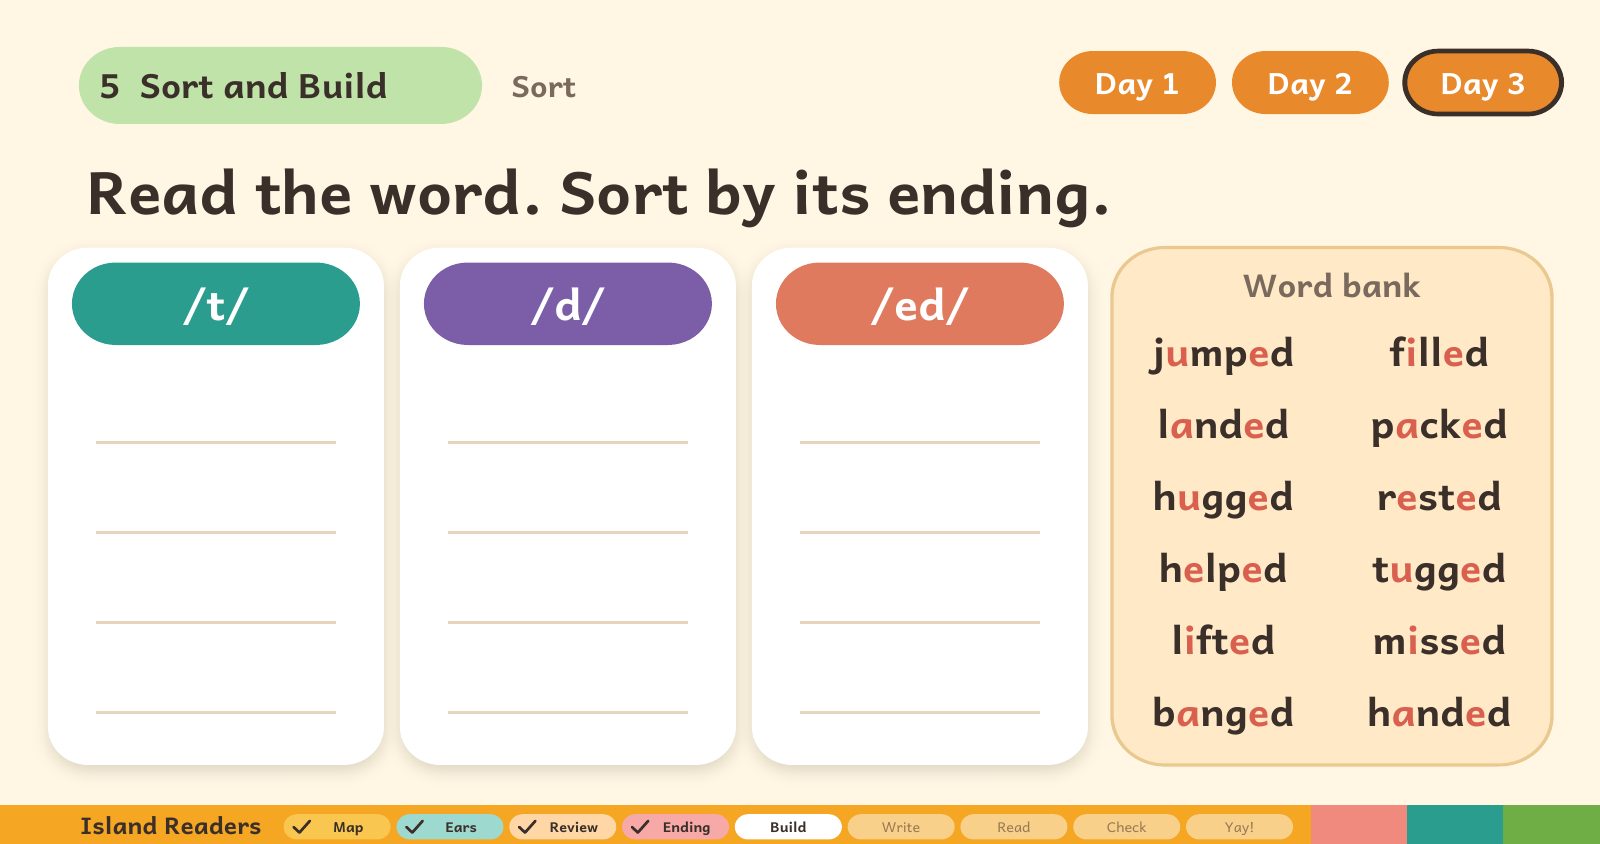 5 Sort and Build
Sort
Day 1
Day 2
Day 3
Read the word. Sort by its ending.
/t/
/d/
/ed/
Word bank
jumped filled
landed packed
hugged rested
helped tugged
lifted missed
banged handed
Island Readers
Map
Ears
Review
Ending
Build
Write
Read
Check
Yay!